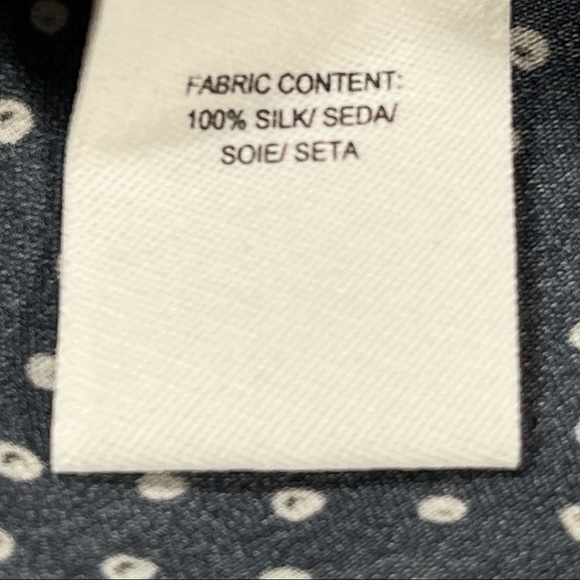 FABRIC CONTENT:
100% SILK/ SEDA/
SOIE/ SETA